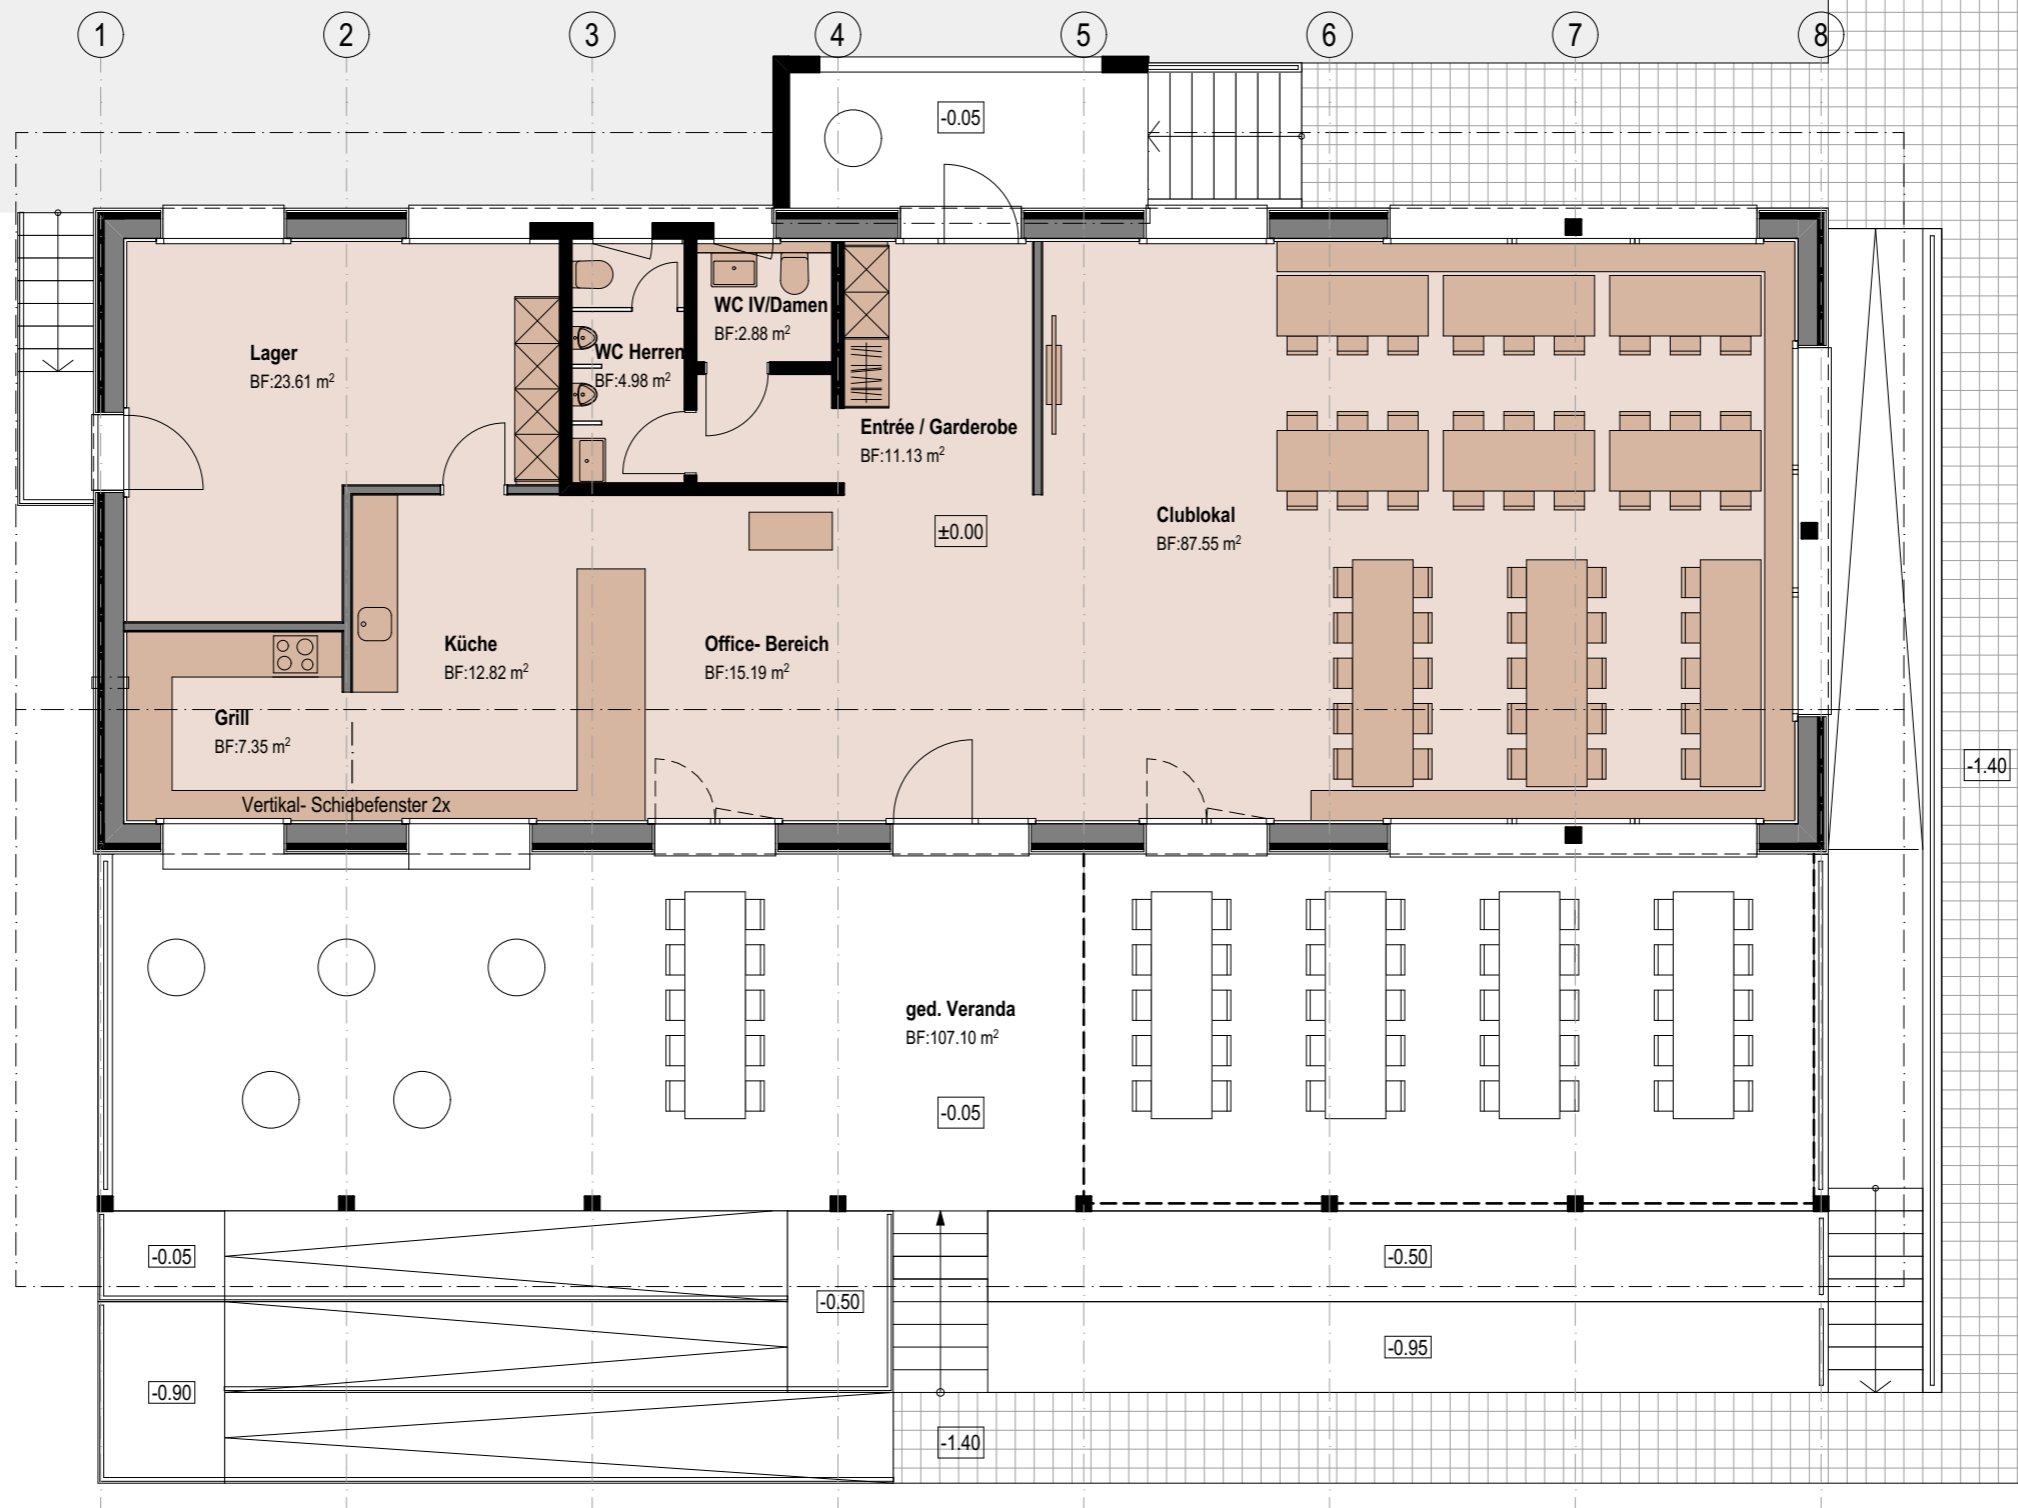 1 2 3 4 5 6 7 8
-0.05
WC IV/Damen
BF:2.88 m²
Lager
BF:23.61 m²
WC Herren
BF:4.98 m²
Entrée / Garderobe
BF:11.13 m²
±0.00
Clublokal
BF:87.55 m²
Küche
BF:12.82 m²
Office- Bereich
BF:15.19 m²
Grill
BF:7.35 m²
Vertikal- Schiebefenster 2x
-1.40
ged. Veranda
BF:107.10 m²
-0.05
-0.05
-0.50
-0.50
-0.95
-0.90
-1.40